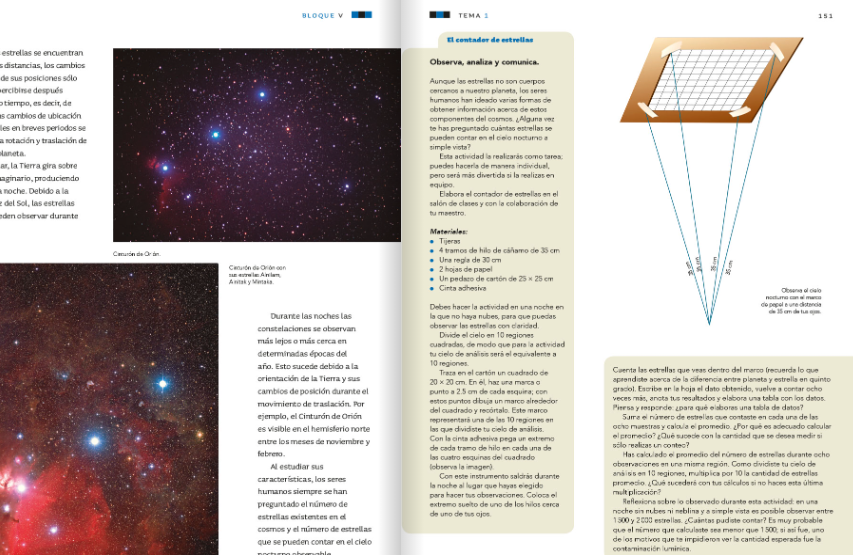 BLOQUE V
estrellas se encuentran
distancias, los cambios
de sus posiciones sólo
percibirse después
tiempo, es decir, de
cambios de ubicación
en breves periodos se
a rotación y traslación de
planeta.
la Tierra gira sobre
imaginario, produciendo
noche. Debido a la
del Sol, las estrellas
pueden observar durante
Cinturón de Orión.
Cinturón de Orión con
sus estrellas Alnilam,
Alnitak y Mintaka.
Durante las noches las
constelaciones se observan
más lejos o más cerca en
determinadas épocas del
año. Esto sucede debido a la
orientación de la Tierra y sus
cambios de posición durante el
movimiento de traslación. Por
ejemplo, el Cinturón de Orión
es visible en el hemisferio norte
entre los meses de noviembre y
febrero.
Al estudiar sus
características, los seres
humanos siempre se han
preguntado el número de
estrellas existentes en el
cosmos y el número de estrellas
que se pueden contar en el cielo
nocturno observable
TEMA 1
151
El contador de estrellas
Observa, analiza y comunica.
Aunque las estrellas no son cuerpos
cercanos a nuestro planeta, los seres
humanos han ideado varias formas de
obtener información acerca de estos
componentes del cosmos. ¿Alguna vez
te has preguntado cuántas estrellas se
pueden contar en el cielo nocturno a
simple vista?
Esta actividad la realizarás como tarea;
puedes hacerla de manera individual,
pero será más divertida si la realizas en
equipo.
Elabora el contador de estrellas en el
salón de clases y con la colaboración de
tu maestro.
Materiales:
• Tijeras
• 4 tramos de hilo de cáñamo de 35 cm
• Una regla de 30 cm
• 2 hojas de papel
• Un pedazo de cartón de 25 × 25 cm
• Cinta adhesiva
Debes hacer la actividad en una noche en
la que no haya nubes, para que puedas
observar las estrellas con claridad.
Divide el cielo en 10 regiones
cuadradas, de modo que para la actividad
tu cielo de análisis será el equivalente a
10 regiones.
Traza en el cartón un cuadrado de
20 × 20 cm. En él, haz una marca o
punto a 2.5 cm de cada esquina; con
estos puntos dibuja un marco alrededor
del cuadrado y recórtalo. Este marco
representará una de las 10 regiones en
las que dividiste tu cielo de análisis.
Con la cinta adhesiva pega un extremo
de cada tramo de hilo en cada una de
las cuatro esquinas del cuadrado
(observa la imagen).
Con este instrumento saldrás durante
la noche al lugar que hayas elegido
para hacer tus observaciones. Coloca el
extremo suelto de uno de los hilos cerca
de uno de tus ojos.
35 cm
35 cm
35 cm
35 cm
Observa el cielo
nocturno con el marco
de papel a una distancia
de 35 cm de tus ojos.
Cuenta las estrellas que veas dentro del marco (recuerda lo que
aprendiste acerca de la diferencia entre planeta y estrella en quinto
grado). Escribe en la hoja el dato obtenido, vuelve a contar ocho
veces más, anota tus resultados y elabora una tabla con los datos.
Piensa y responde: ¿para qué elaboras una tabla de datos?
Suma el número de estrellas que contaste en cada una de las
ocho muestras y calcula el promedio. ¿Por qué es adecuado calcular
el promedio? ¿Qué sucede con la cantidad que se desea medir si
sólo realizas un conteo?
Has calculado el promedio del número de estrellas durante ocho
observaciones en una misma región. Como dividiste tu cielo de
análisis en 10 regiones, multiplica por 10 la cantidad de estrellas
promedio. ¿Qué sucederá con tus cálculos si no haces esta última
multiplicación?
Reflexiona sobre lo observado durante esta actividad: en una
noche sin nubes ni neblina y a simple vista es posible observar entre
1 500 y 2 000 estrellas. ¿Cuántas pudiste contar? Es muy probable
que el número que calculaste sea menor que 1 500; si así fue, uno
de los motivos que te impidieron ver la cantidad esperada fue la
contaminación lumínica.